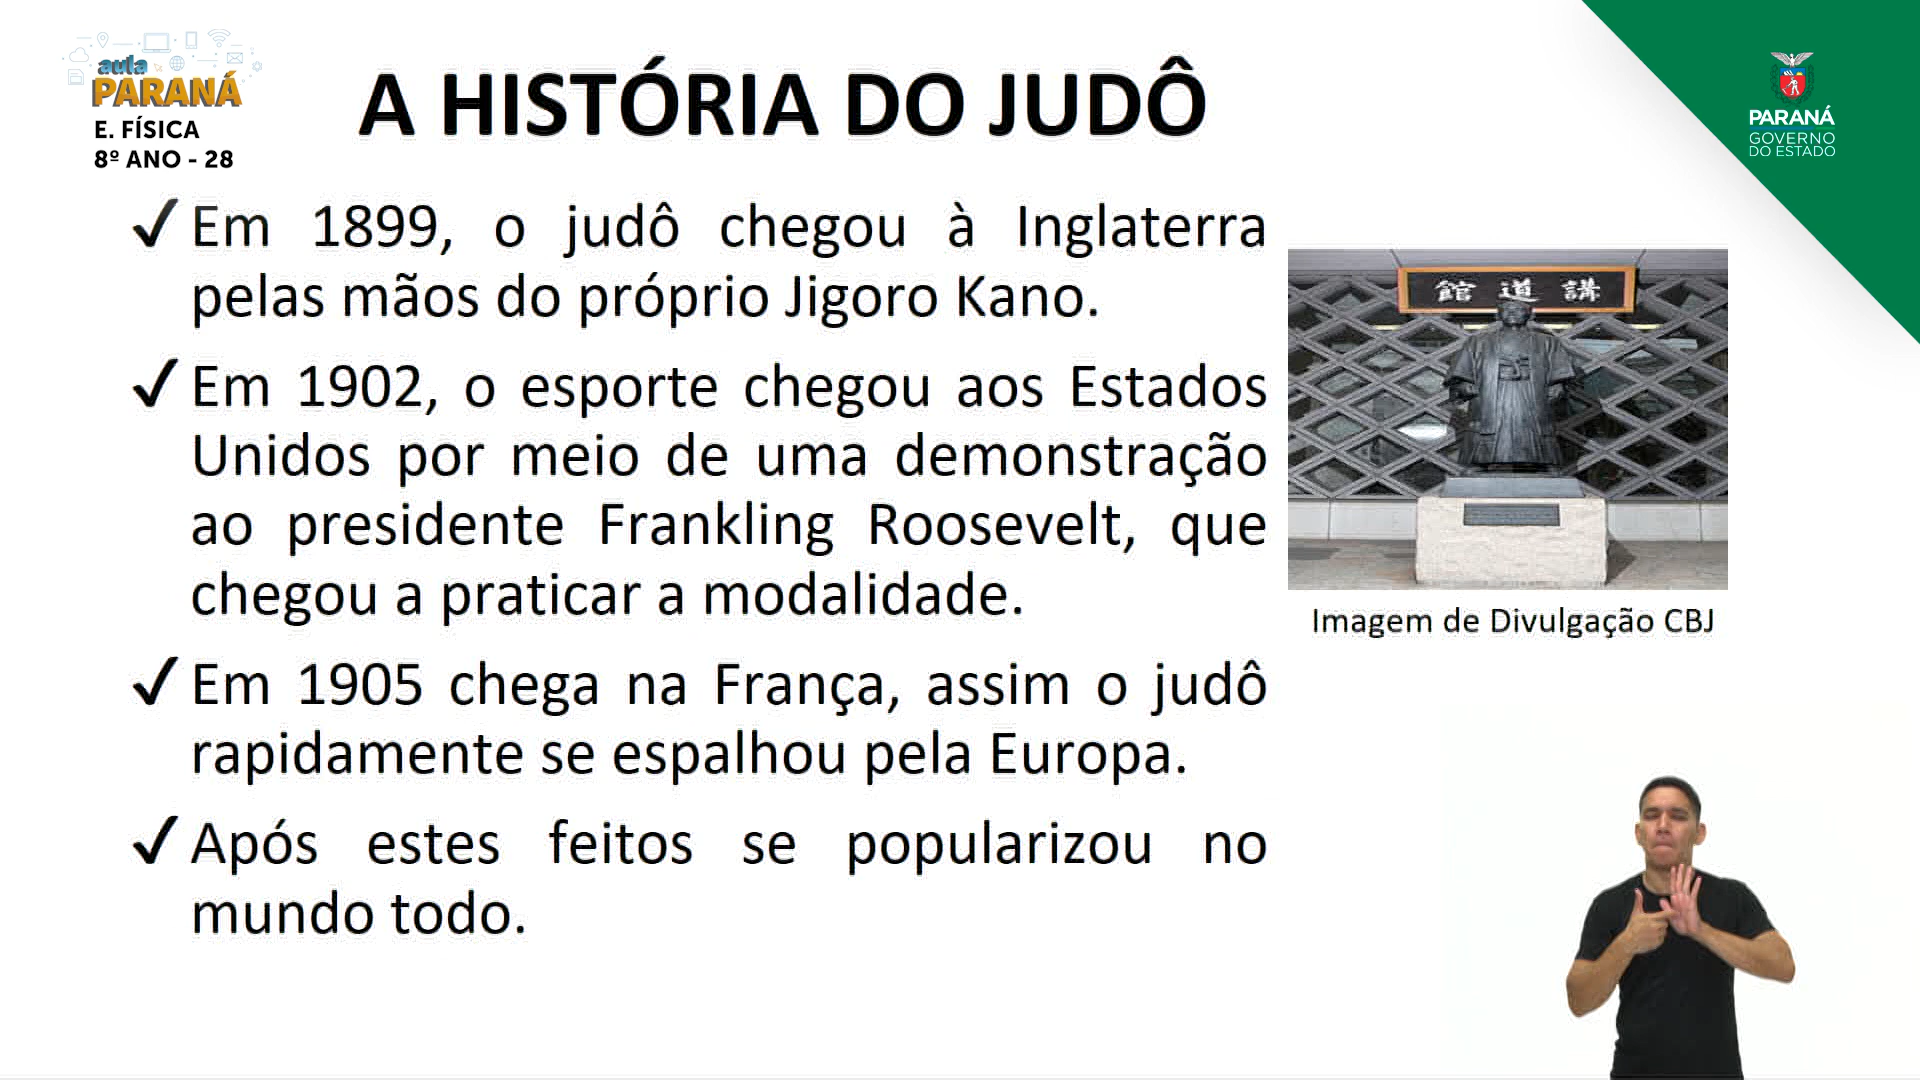 aula
PARANÁ
E. FÍSICA
8º ANO - 28
A HISTÓRIA DO JUDÔ
PARANÁ
GOVERNO
DO ESTADO
✓Em 1899, o judô chegou à Inglaterra
pelas mãos do próprio Jigoro Kano.
✓Em 1902, o esporte chegou aos Estados
Unidos por meio de uma demonstração
ao presidente Frankling Roosevelt, que
chegou a praticar a modalidade.
✓Em 1905 chega na França, assim o judô
rapidamente se espalhou pela Europa.
✓Após estes feitos se popularizou no
mundo todo.
館道講
Imagem de Divulgação CBJ